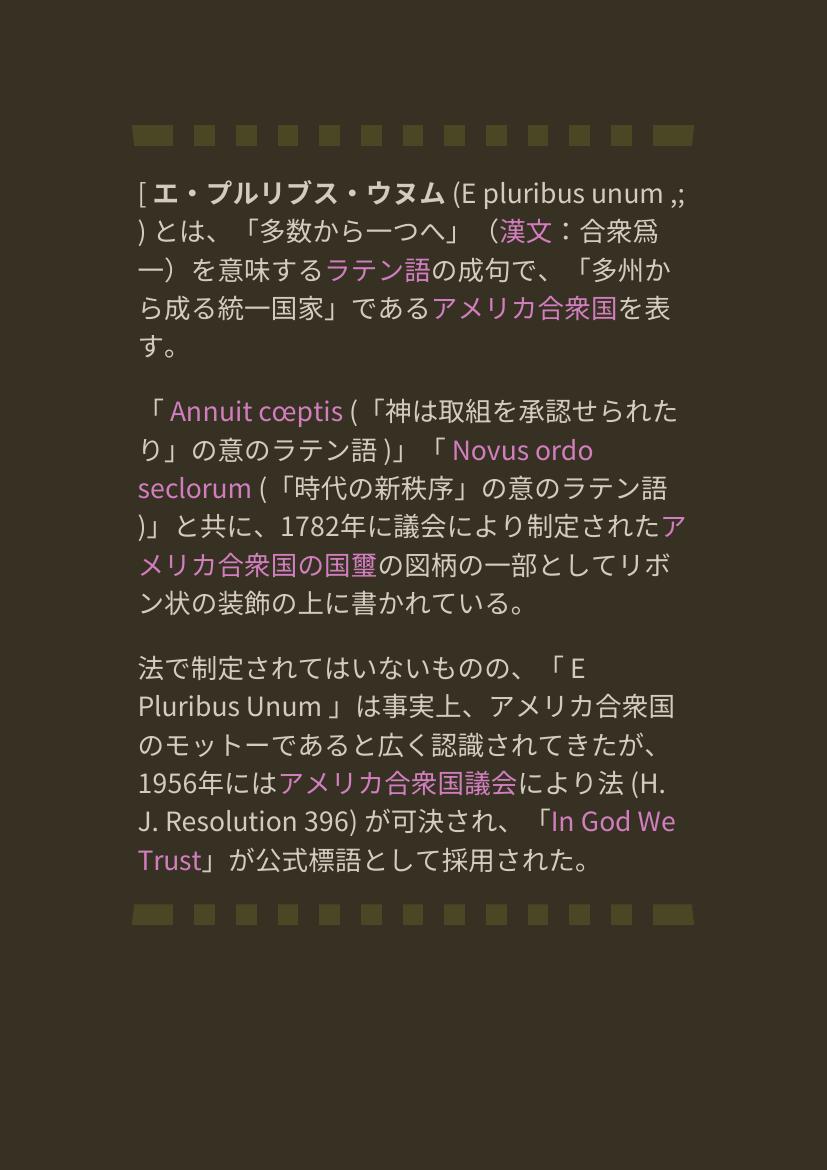 [ エ・プルリブス・ウヌム (E pluribus unum ,;
) とは、「多数から一つへ」（漢文：合衆爲
一）を意味するラテン語の成句で、「多州か
ら成る統一国家」であるアメリカ合衆国を表
す。
「 Annuit cœptis (「神は取組を承認せられた
り」の意のラテン語 )」「 Novus ordo
seclorum (「時代の新秩序」の意のラテン語
)」と共に、1782年に議会により制定されたア
メリカ合衆国の国璽の図柄の一部としてリボ
ン状の装飾の上に書かれている。
法で制定されてはいないものの、「 E
Pluribus Unum 」は事実上、アメリカ合衆国
のモットーであると広く認識されてきたが、
1956年にはアメリカ合衆国議会により法 (H.
J. Resolution 396) が可決され、「In God We
Trust」が公式標語として採用された。